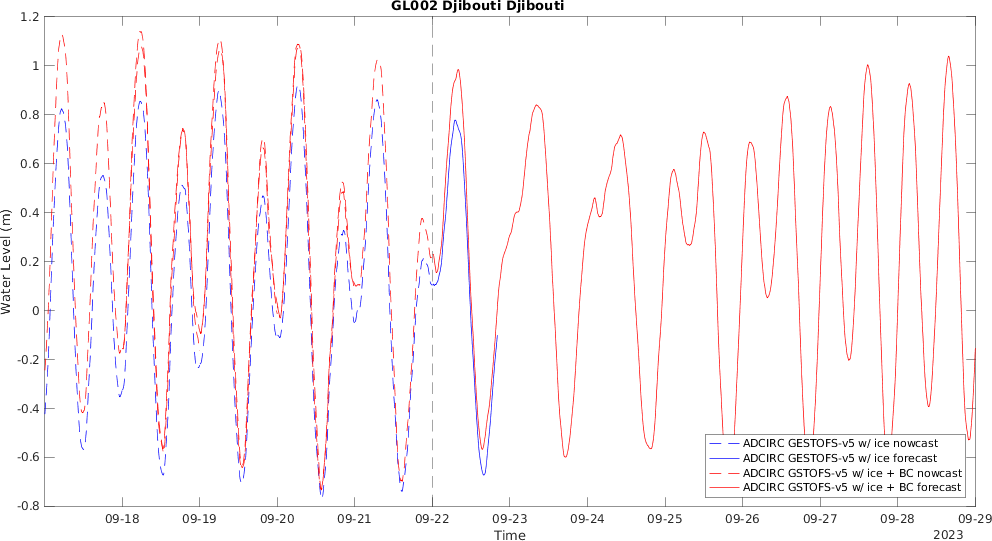 GL002 Djibouti Djibouti
1.2
1
0.8
0.6
0.4
0.2
0
-0.2
-0.4
-0.6
-0.8
Water Level (m)
ADCIRC GESTOFS-v5 w/ ice nowcast
ADCIRC GESTOFS-v5 w/ ice forecast
ADCIRC GSTOFS-v5 w/ ice + BC nowcast
ADCIRC GSTOFS-v5 w/ ice + BC forecast
09-18 09-19 09-20 09-21 09-22 09-23 09-24 09-25 09-26 09-27 09-28 09-29
Time
2023